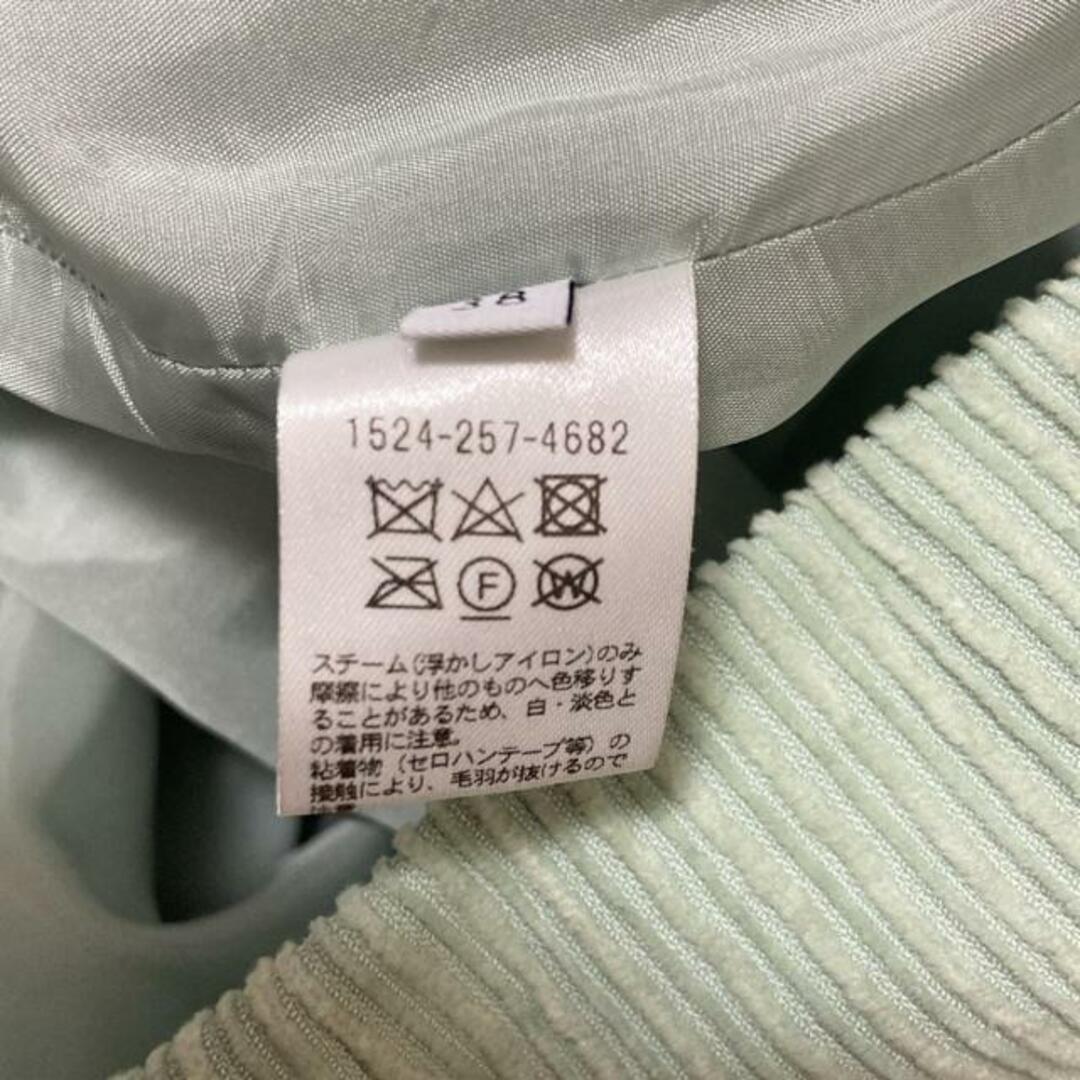 38
1524-257-4682
F
W
スチーム(浮かしアイロン)のみ
摩擦により他のものへ色移りす
ることがあるため、白・淡色と
の着用に注意。
粘着物(セロハンテープ等)の
接触により、毛羽が抜けるので
注意